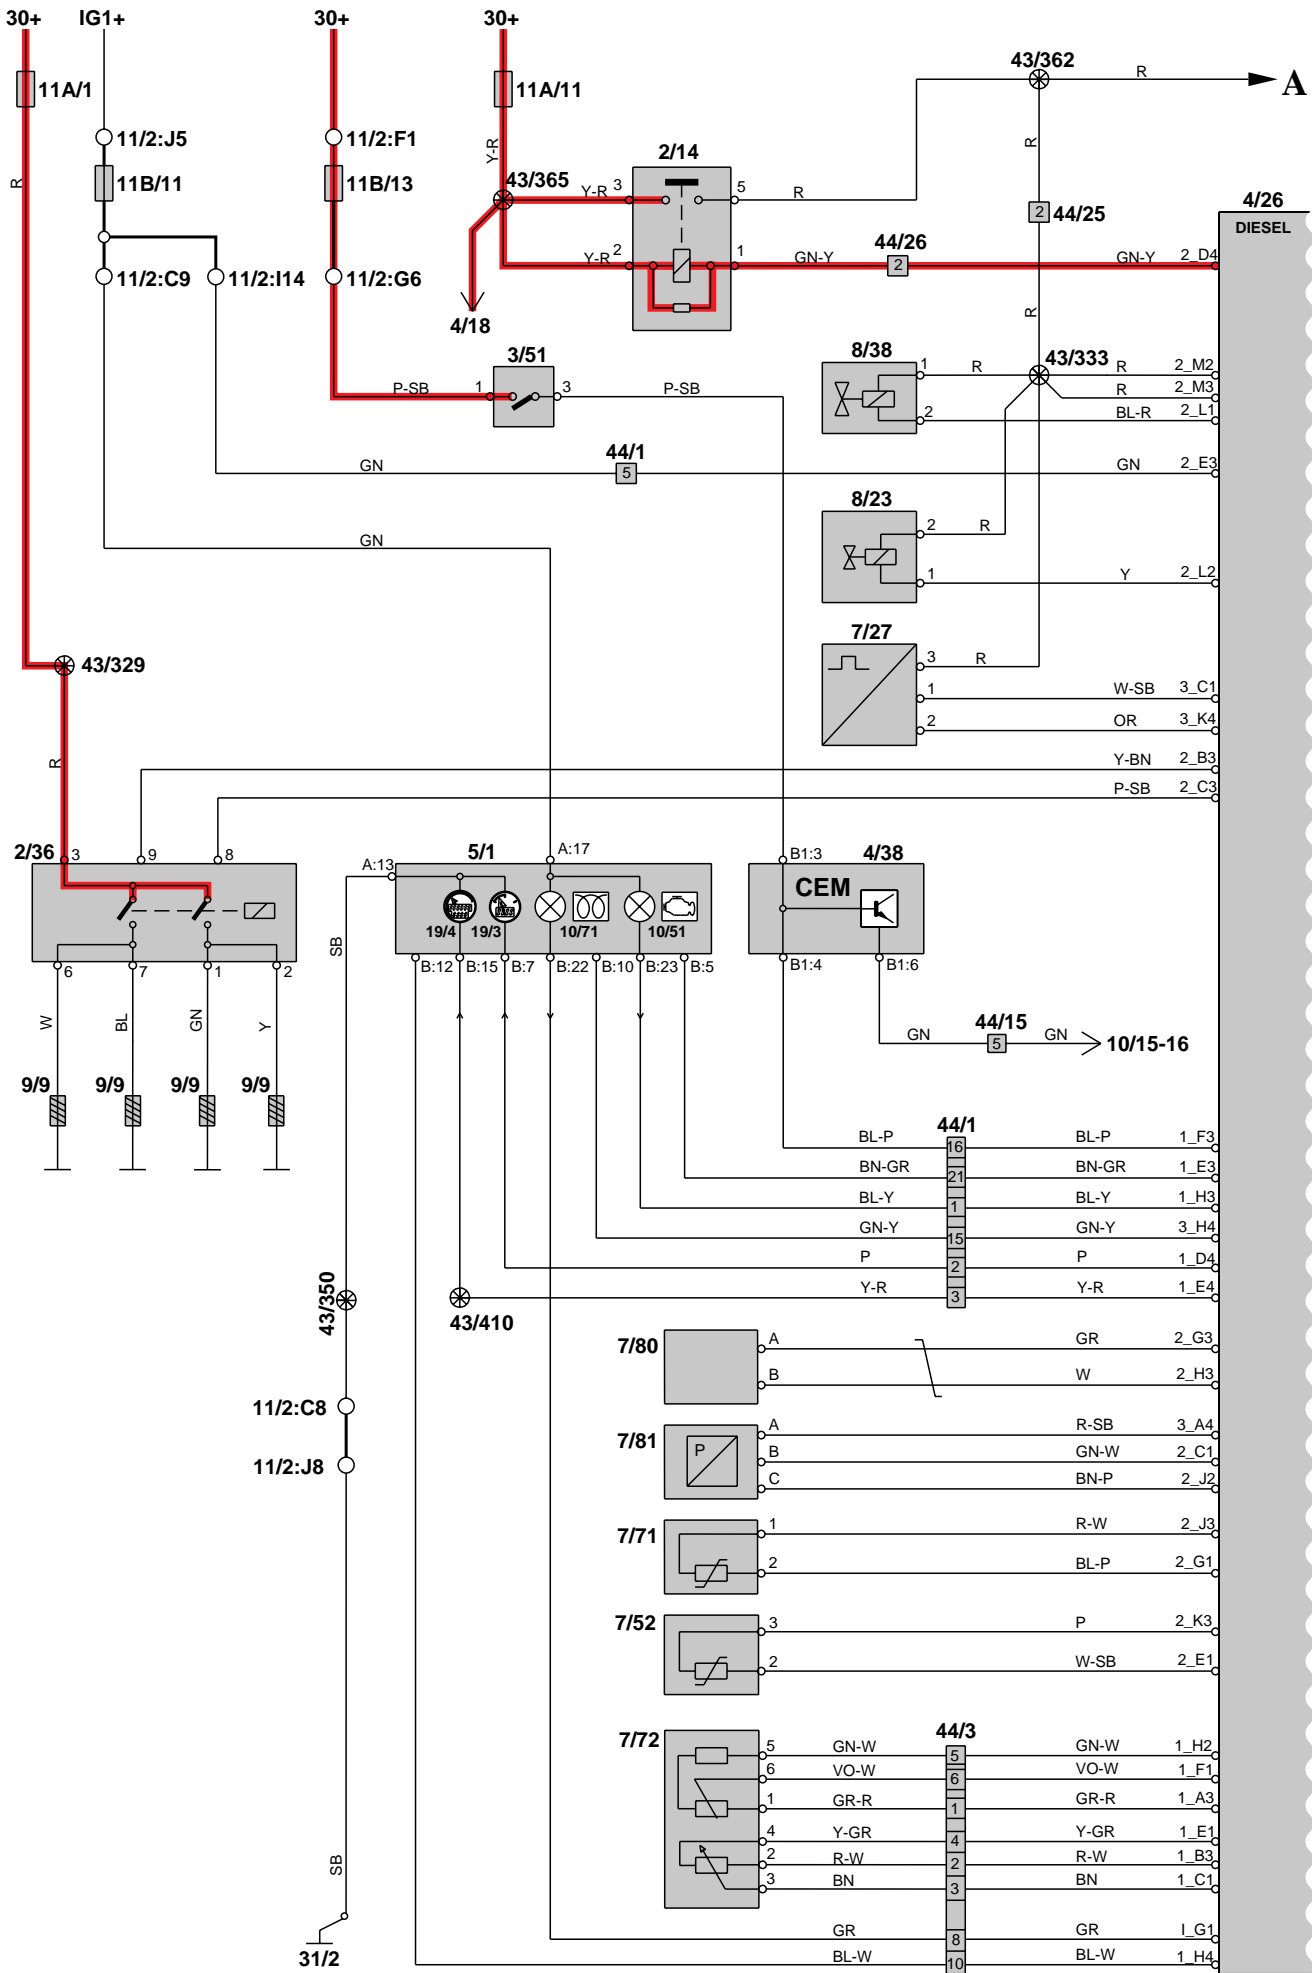 30+ IG1+ 30+ 30+
43/362
R
A
11A/1 11A/11
11/2:J5 11/2:F1
Y-R R
2/14
11B/11 11B/13
43/365
R
Y-R 3 5 R
4/26
2 44/25
DIESEL
44/26
Y-R 2 1 GN-Y 2 GN-Y 2_D4
11/2:C9 11/2:I14 11/2:G6
R
4/18
3/51 8/38 43/333
1 R R 2_M2
P-SB 1 3 P-SB R 2_M3
2 BL-R 2_L1
44/1
GN 5 GN 2_E3
8/23
2 R
GN
1 Y 2_L2
7/27
3 R
43/329
1 W-SB 3_C1
2 OR 3_K4
R
Y-BN 2_B3
P-SB 2_C3
2/36 3 9 8 A:13 5/1 A:17 B1:3 4/38
CEM
19/4 19/3 10/71 10/51
SB
6 7 1 2 B:12 B:15 B:7 B:22 B:10 B:23 B:5 B1:4 B1:6
W BL GN Y
44/15
GN 5 GN 10/15-16
9/9 9/9 9/9 9/9
44/1
BL-P 16 BL-P 1_F3
BN-GR 21 BN-GR 1_E3
BL-Y 1 BL-Y 1_H3
GN-Y 15 GN-Y 3_H4
P 2 P 1_D4
43/350
Y-R 3 Y-R 1_E4
43/410
7/80 A GR 2_G3
B W 2_H3
11/2:C8
A R-SB 3_A4
7/81 P B GN-W 2_C1
11/2:J8
C BN-P 2_J2
7/71 1 R-W 2_J3
2 BL-P 2_G1
7/52 3 P 2_K3
2 W-SB 2_E1
7/72 44/3
5 GN-W 5 GN-W 1_H2
6 VO-W 6 VO-W 1_F1
1 GR-R 1 GR-R 1_A3
4 Y-GR 4 Y-GR 1_E1
2 R-W 2 R-W 1_B3
SB
3 BN 3 BN 1_C1
GR 8 GR I_G1
31/2
BL-W 10 BL-W 1_H4